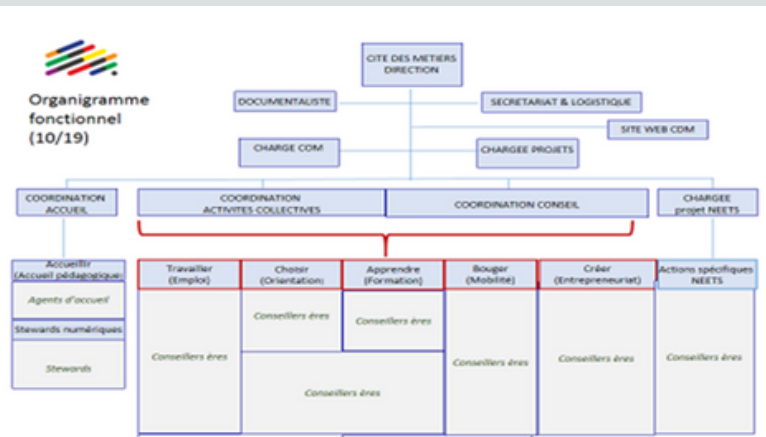 Organigramme
fonctionnel
(10/19)
CITE DES METIERS
DIRECTION
DOCUMENTALISTE
SECRETARIAT & LOGISTIQUE
SITE WEB CDM
CHARGE COM
CHARGEE PROJETS
COORDINATION
ACCUEIL
COORDINATION
ACTIVITES COLLECTIVES
COORDINATION CONSEIL
CHARGEE
projet NEETS
Accueillir
(Accueil pédagogique)
Travailler
(Emploi)
Choisir
(Orientation)
Apprendre
(Formation)
Bouger
(Mobilité)
Créer
(Entrepreneuriat)
Actions spécifiques
NEETS
Agents d'accueil
Stewards numériques
Stewards
Conseillers ères
Conseillers ères
Conseillers ères
Conseillers ères
Conseillers ères
Conseillers ères
Conseillers ères